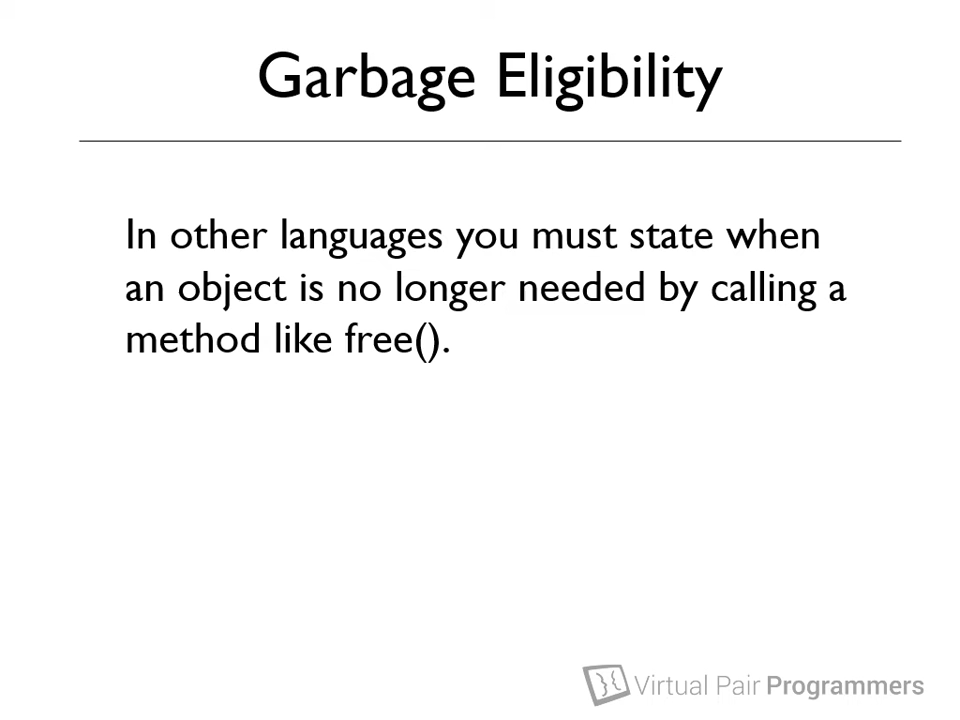 Garbage Eligibility
In other languages you must state when
an object is no longer needed by calling a
method like free().
Virtual Pair Programmers